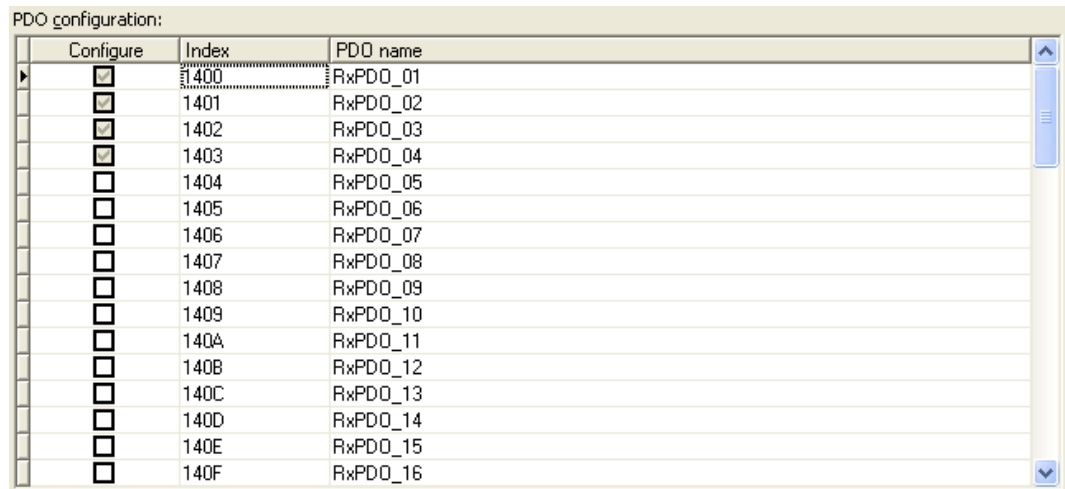 PDO configuration:
Configure Index PDO name
1400 RxPDO_01
1401 RxPDO_02
1402 RxPDO_03
1403 RxPDO_04
1404 RxPDO_05
1405 RxPDO_06
1406 RxPDO_07
1407 RxPDO_08
1408 RxPDO_09
1409 RxPDO_10
140A RxPDO_11
140B RxPDO_12
140C RxPDO_13
140D RxPDO_14
140E RxPDO_15
140F RxPDO_16